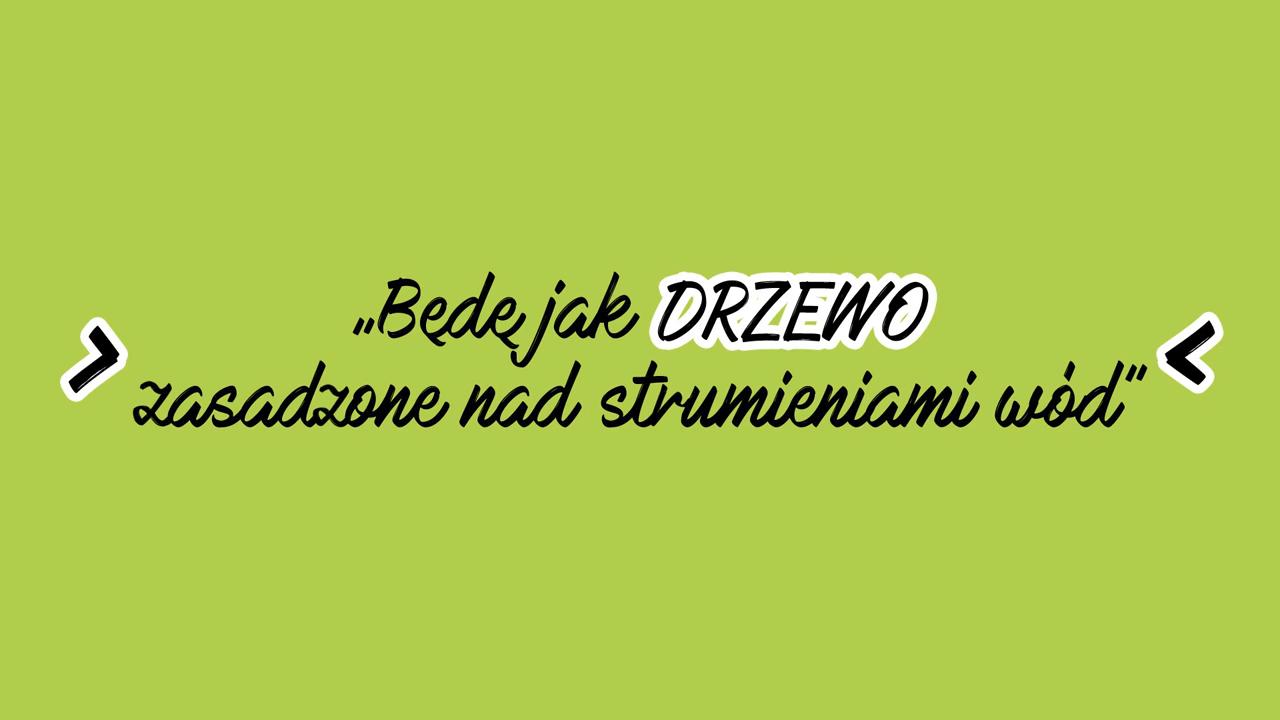 „Będę jak DRZEWO
> zasadzone nad strumieniami wód” <